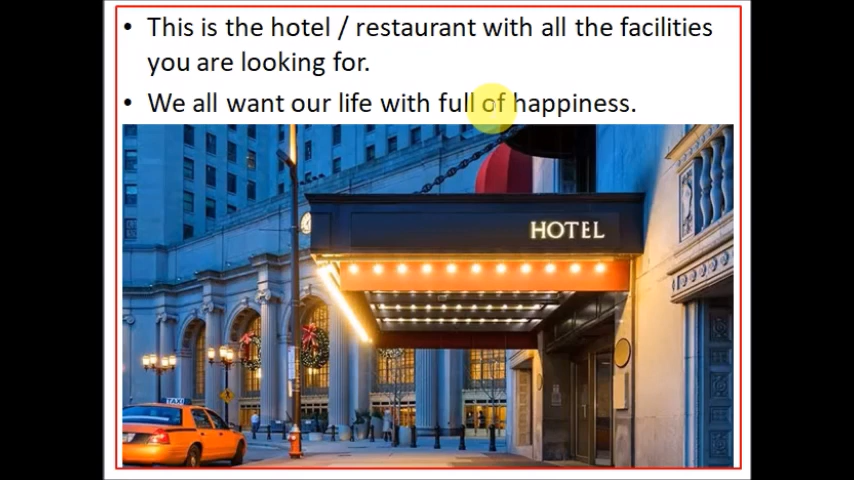 • This is the hotel / restaurant with all the facilities
you are looking for.
• We all want our life with full of happiness.
HOTEL
TAXI